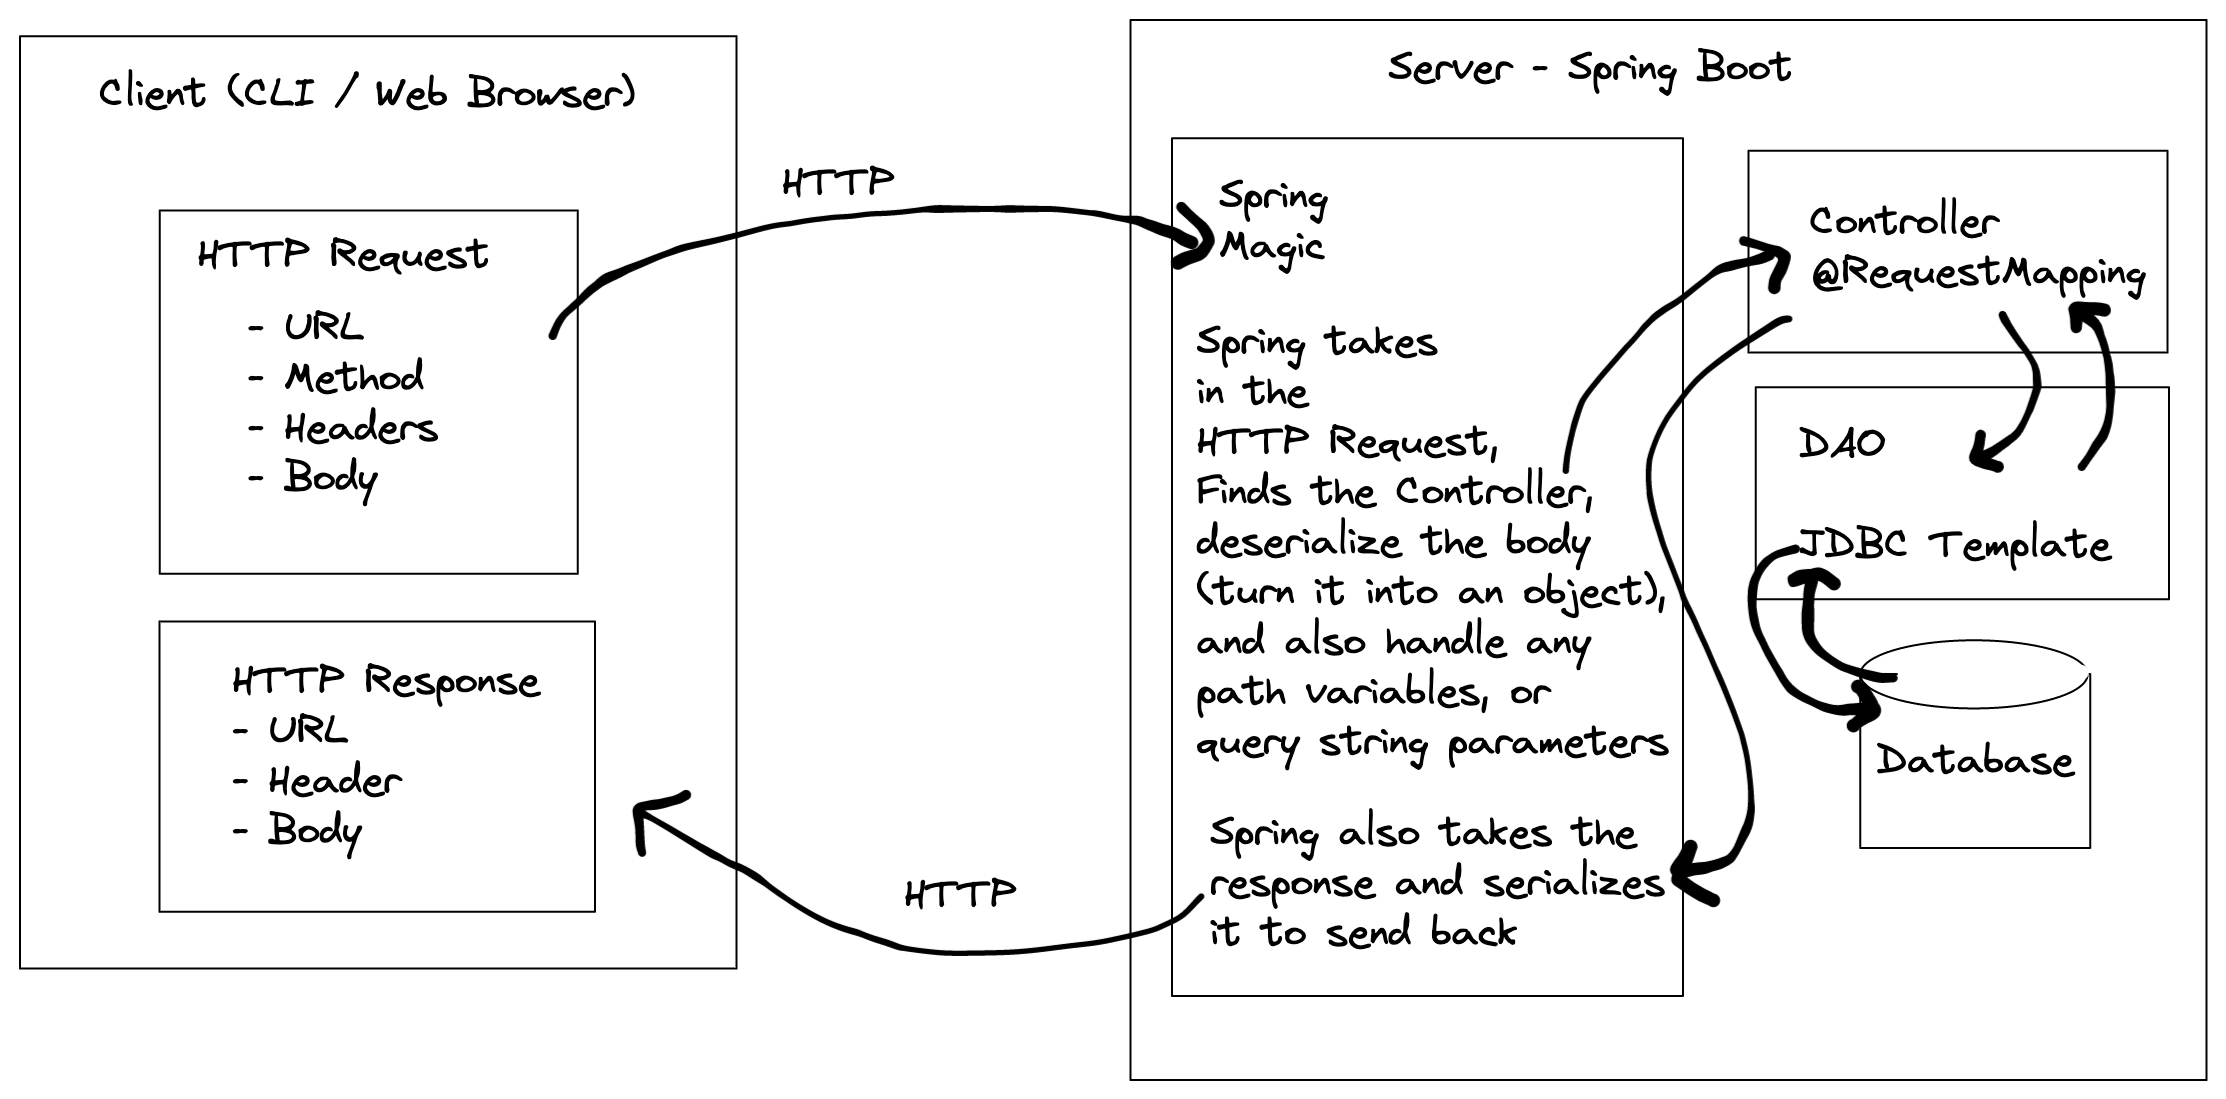 Client (CLI / Web Browser)
HTTP Request
- URL
- Method
- Headers
- Body
HTTP Response
- URL
- Header
- Body
HTTP
HTTP
Server - Spring Boot
Spring
Magic
Spring takes
in the
HTTP Request,
Finds the Controller,
deserialize the body
(turn it into an object),
and also handle any
path variables, or
query string parameters
Spring also takes the
response and serializes
it to send back
Controller
@RequestMapping
DAO
JDBC Template
Database